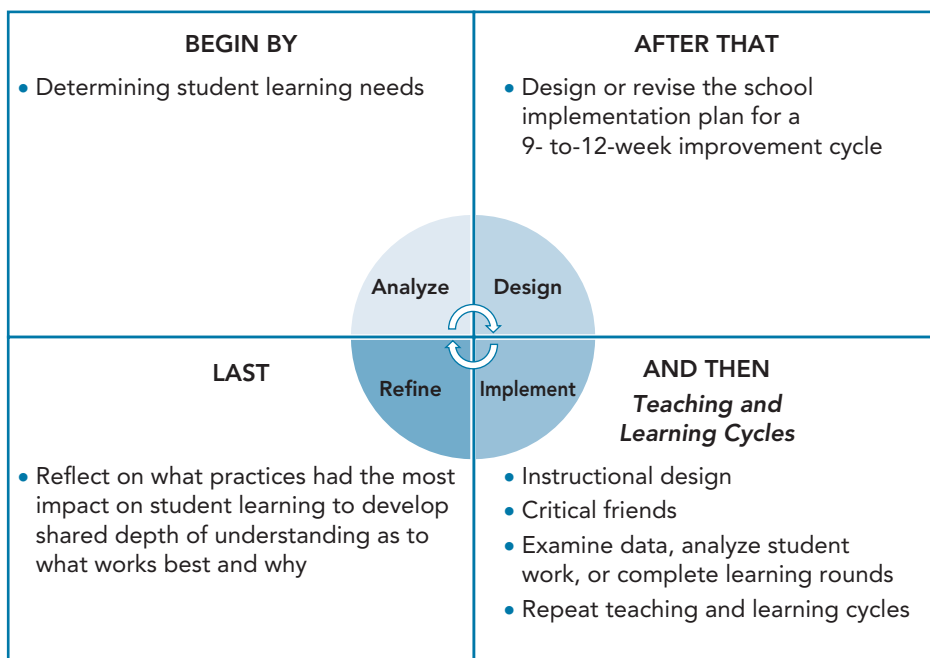 BEGIN BY
• Determining student learning needs
AFTER THAT
• Design or revise the school
implementation plan for a
9- to-12-week improvement cycle
Analyze
Design
Refine
Implement
LAST
• Reflect on what practices had the most
impact on student learning to develop
shared depth of understanding as to
what works best and why
AND THEN
Teaching and
Learning Cycles
• Instructional design
• Critical friends
• Examine data, analyze student
work, or complete learning rounds
• Repeat teaching and learning cycles